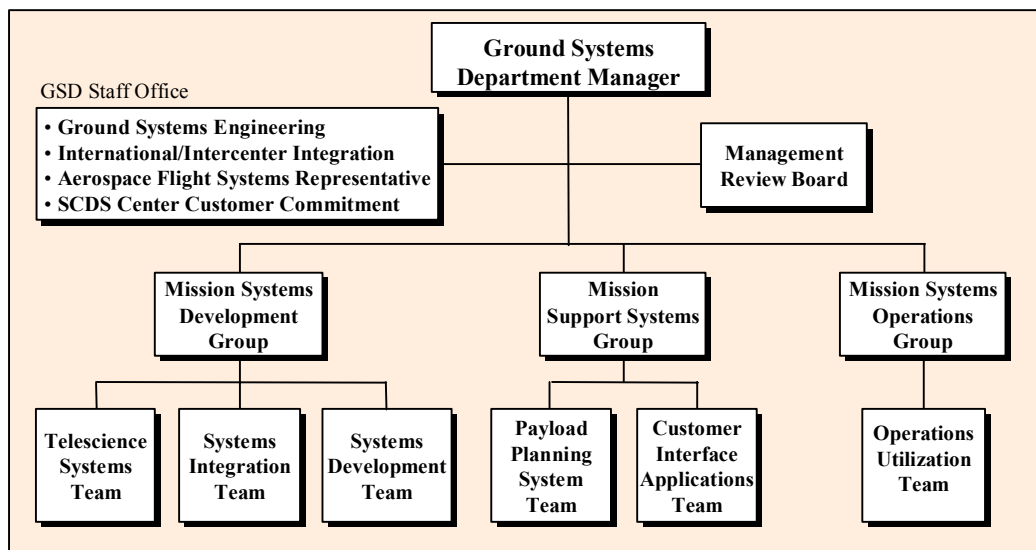 Ground Systems
Department Manager
GSD Staff Office
• Ground Systems Engineering
• International/Intercenter Integration
• Aerospace Flight Systems Representative
• SCDS Center Customer Commitment
Management
Review Board
Mission Systems
Development
Group
Mission
Support Systems
Group
Mission Systems
Operations
Group
Telescience
Systems
Team
Systems
Integration
Team
Systems
Development
Team
Payload
Planning
System
Team
Customer
Interface
Applications
Team
Operations
Utilization
Team